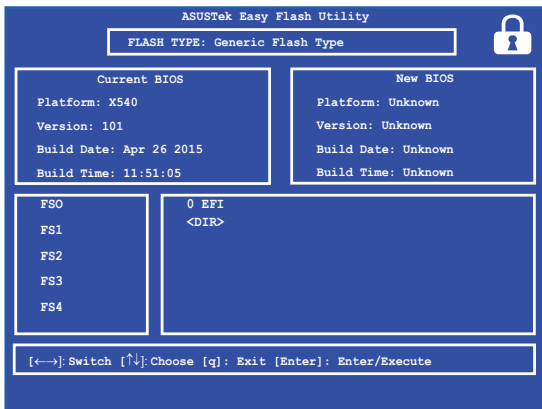 ASUSTek Easy Flash Utility
FLASH TYPE: Generic Flash Type
Current BIOS
Platform: X540
Version: 101
Build Date: Apr 26 2015
Build Time: 11:51:05
New BIOS
Platform: Unknown
Version: Unknown
Build Date: Unknown
Build Time: Unknown
FSO
FS1
FS2
FS3
FS4
0 EFI
<DIR>
[←→]: Switch [↑↓]: Choose [q]: Exit [Enter]: Enter/Execute